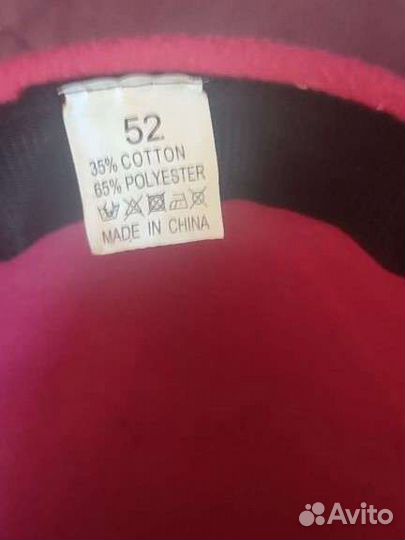 52
35% COTTON
65% POLYESTER
MADE IN CHINA
Avito